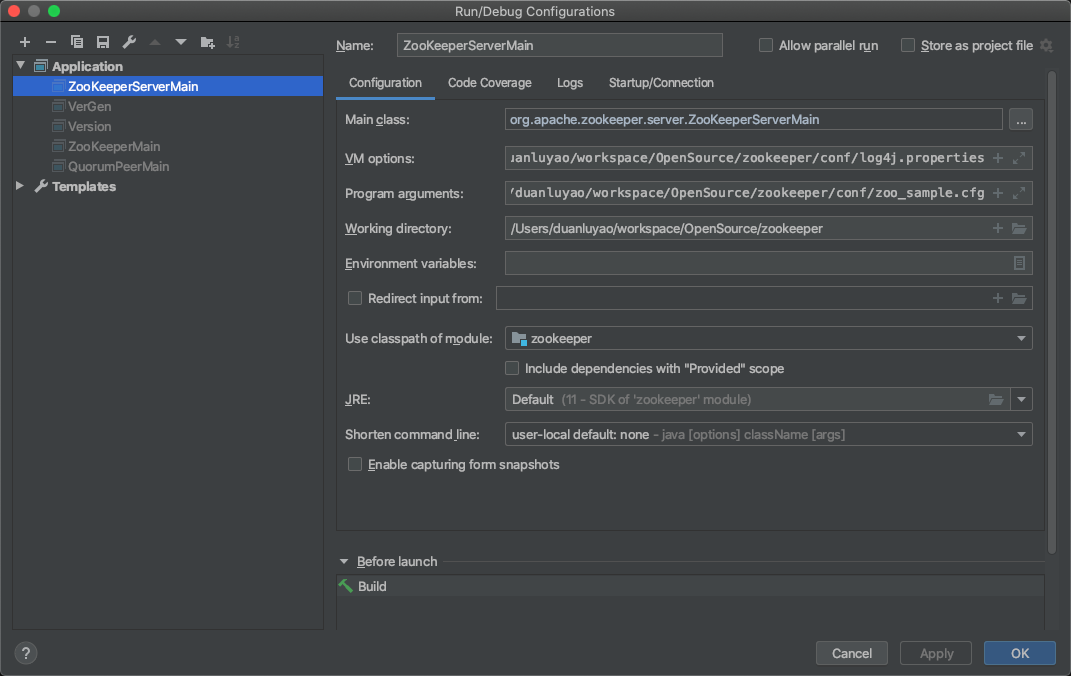 Run/Debug Configurations
Name: ZooKeeperServerMain Allow parallel run Store as project file
Application
ZooKeeperServerMain
VerGen
Version
ZooKeeperMain
QuorumPeerMain
Templates
Configuration Code Coverage Logs Startup/Connection
Main class: org.apache.zookeeper.server.ZooKeeperServerMain ...
VM options: uanluyao/workspace/OpenSource/zookeeper/conf/log4j.properties
Program arguments: /duanluyao/workspace/OpenSource/zookeeper/conf/zoo_sample.cfg
Working directory: /Users/duanluyao/workspace/OpenSource/zookeeper
Environment variables:
Redirect input from:
Use classpath of module: zookeeper
Include dependencies with "Provided" scope
JRE: Default (11 - SDK of 'zookeeper' module)
Shorten command line: user-local default: none - java [options] className [args]
Enable capturing form snapshots
Before launch
Build
? Cancel Apply OK